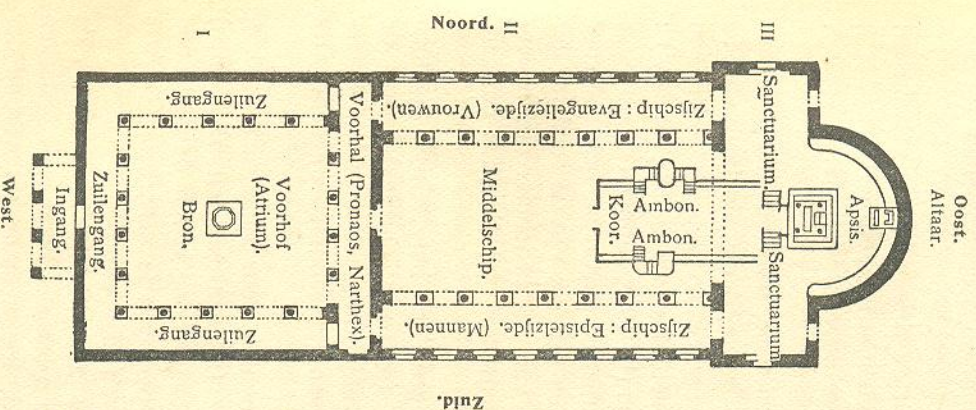 Noord.
I
II
III
Zuilengang.
Zijschip : Evangeliezijde. (Vrouwen).
Sanctuarium.
Voorhal (Pronaos, Narthex).
Voorhof
(Atrium).
Bron.
Middelschip.
Koor.
Ambon.
Ambon.
Apsis.
Altaar.
Oost.
West.
Ingang.
Zuilengang.
Sanctuarium
Zuilengang.
Zijschip : Epistelzijde. (Mannen).
Zuid.